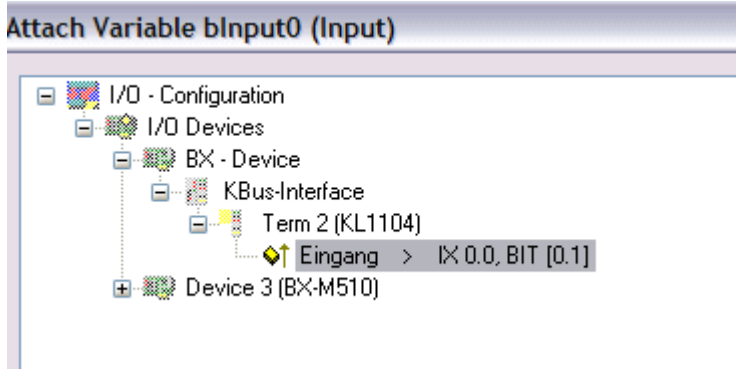 Attach Variable bInput0 (Input)
I/O - Configuration
I/O Devices
BX - Device
KBus-Interface
Term 2 (KL1104)
Eingang > IX 0.0, BIT [0.1]
Device 3 (BX-M510)